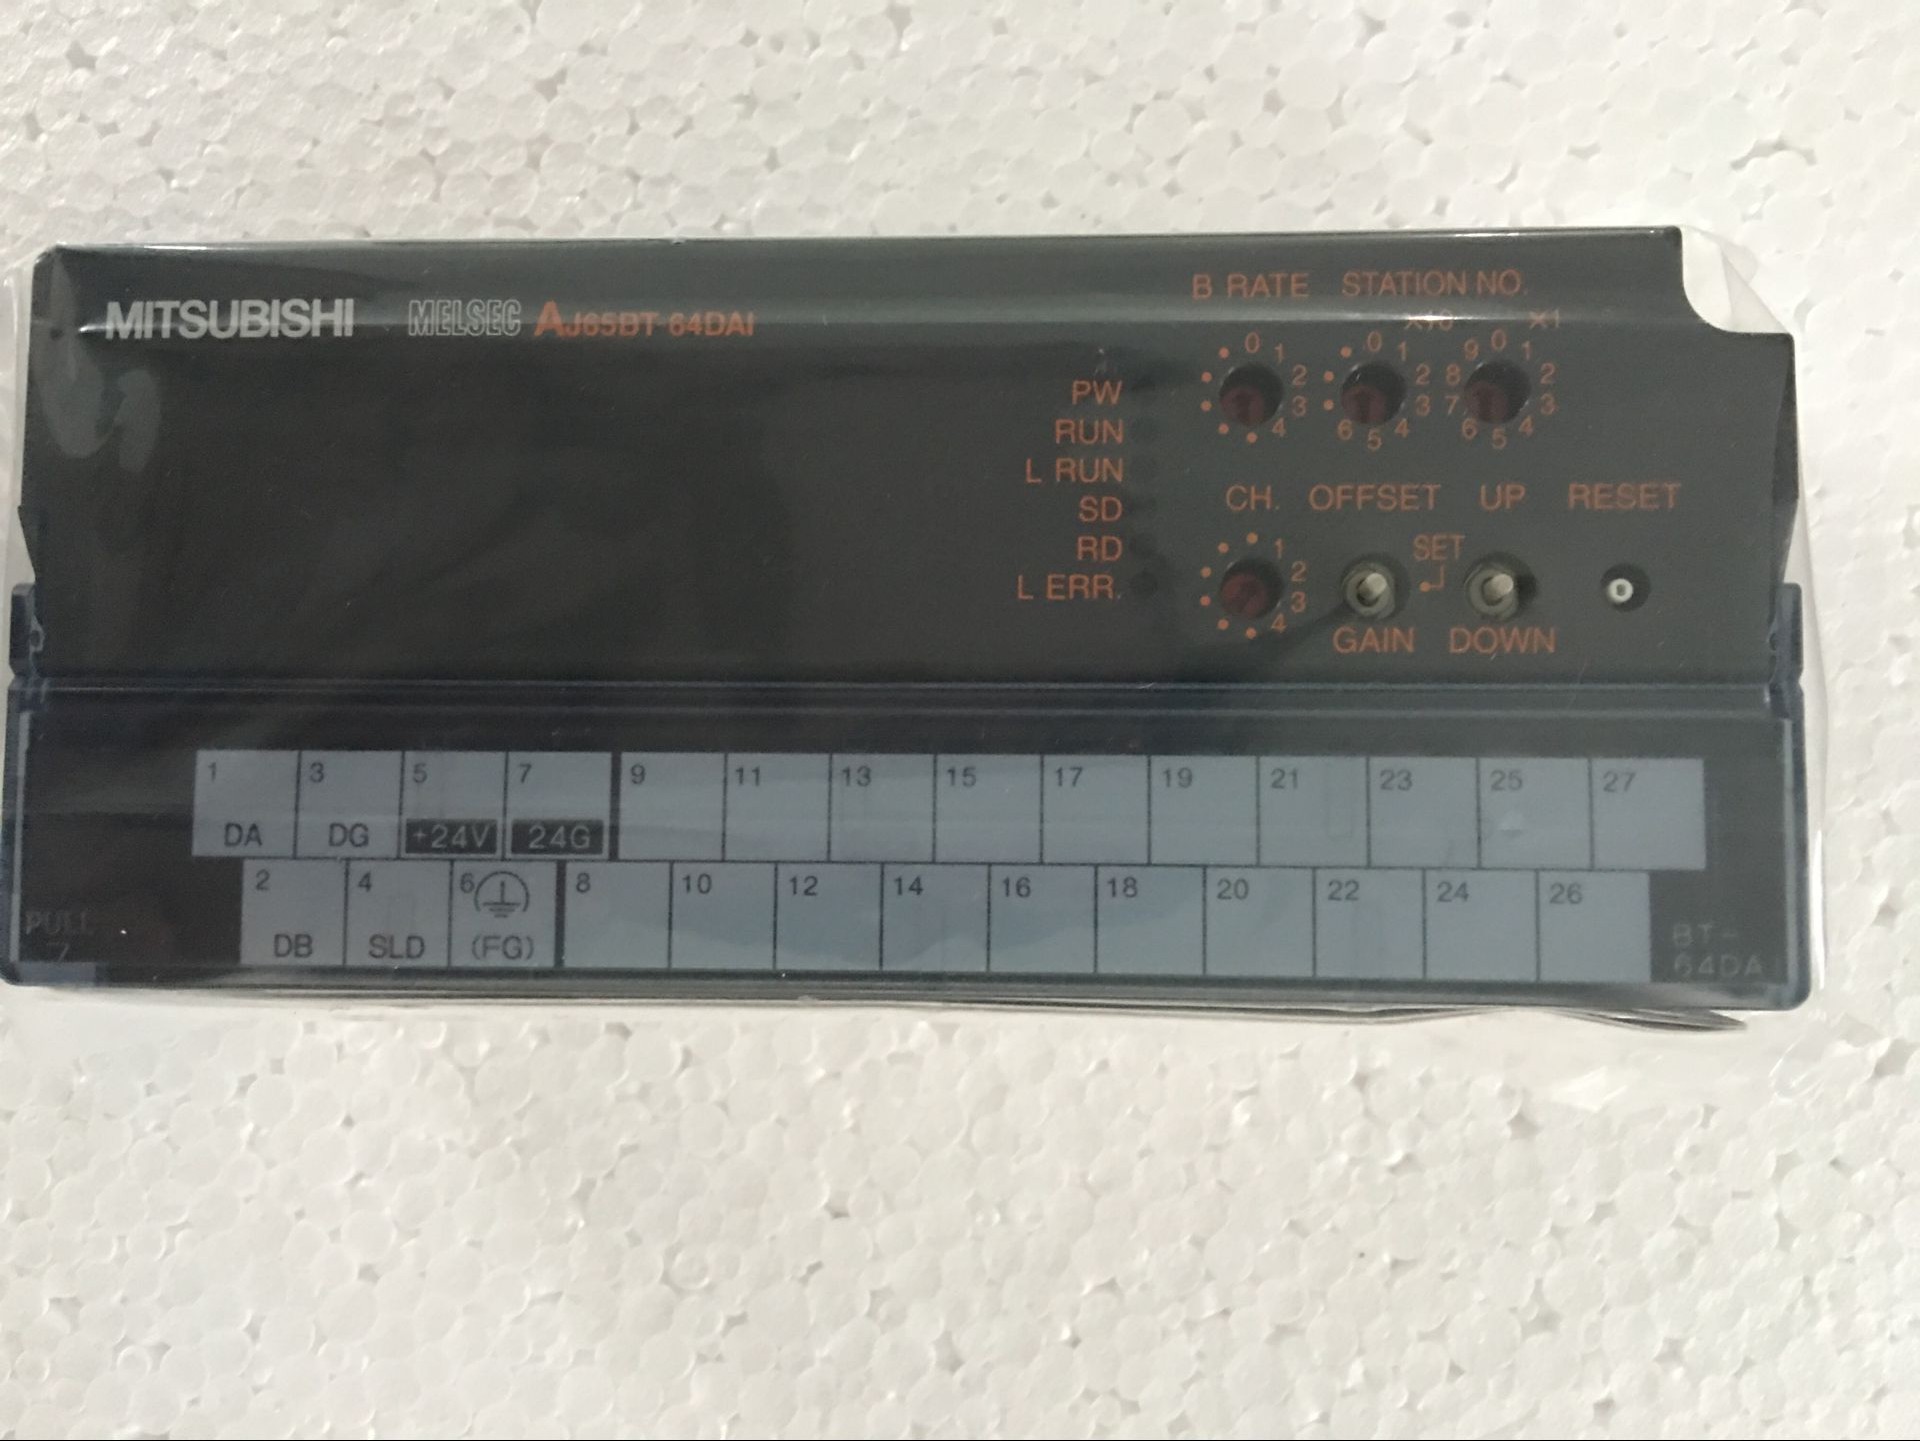 MITSUBISHI MELSEC AJ65BT-64DAI
B RATE STATION NO.
×10 ×1
0 1 2 3 4
0 1 2 3 4 5 6
0 1 2 3 4 5 6 7 8 9
PW
RUN
L RUN
SD
RD
L ERR.
CH. OFFSET UP RESET
SET
1 2 3 4
GAIN DOWN
1 3 5 7 9 11 13 15 17 19 21 23 25 27
DA DG +24V 24G
2 4 6 8 10 12 14 16 18 20 22 24 26
DB SLD (FG)
PULL
BT-
64DA